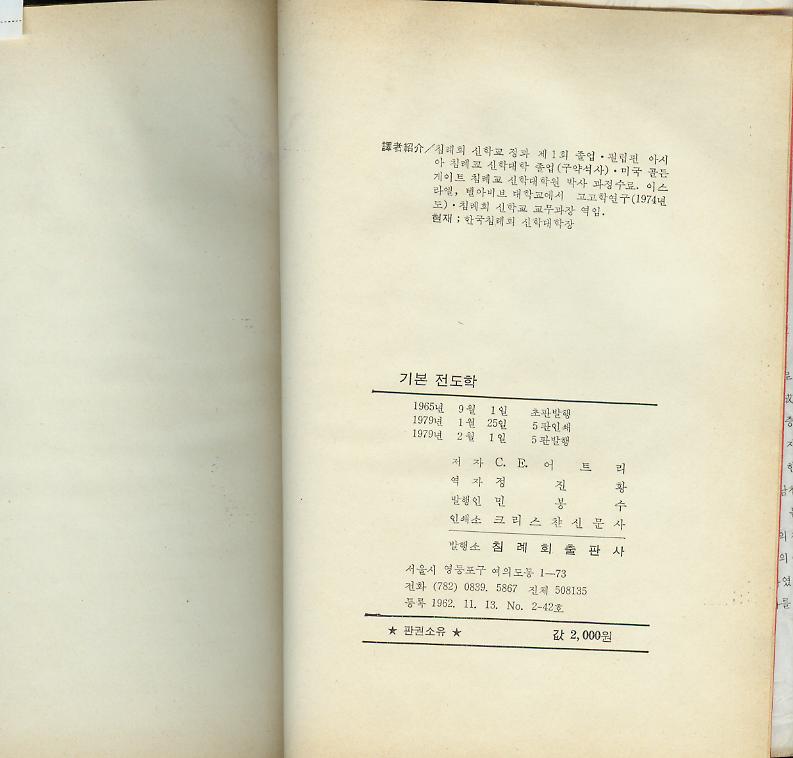 譯者紹介/침례회 신학교 정과 제1회 졸업·필립핀 아시
아 침례교 신학대학 졸업(구약석사)·미국 골든
게이트 침례교 신학대학원 박사 과정수료. 이스
라엘, 텔아비브 대학교에서 고고학연구(1974년
도)·침례회 신학교 교무과장 역임.
현재 ; 한국침례회 신학대학장
기본 전도학
1965년 9월 1일 초판발행
1979년 1월 25일 5판인쇄
1979년 2월 1일 5판발행
저 자 C. E. 어 트 리
역 자 정 진 황
발행인 민 봉 수
인쇄소 크 리 스 챤 신 문 사
발행소 침 례 회 출 판 사
서울시 영등포구 여의도동 1—73
전화 (782) 0839. 5867 진체 508135
등록 1962. 11. 13. No. 2-42호
★ 판권소유 ★ 값 2,000원